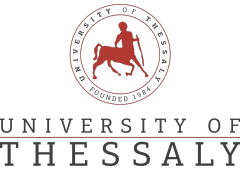 UNIVERSITY OF THESSALY
FOUNDED 1984
UNIVERSITY OF
THESSALY